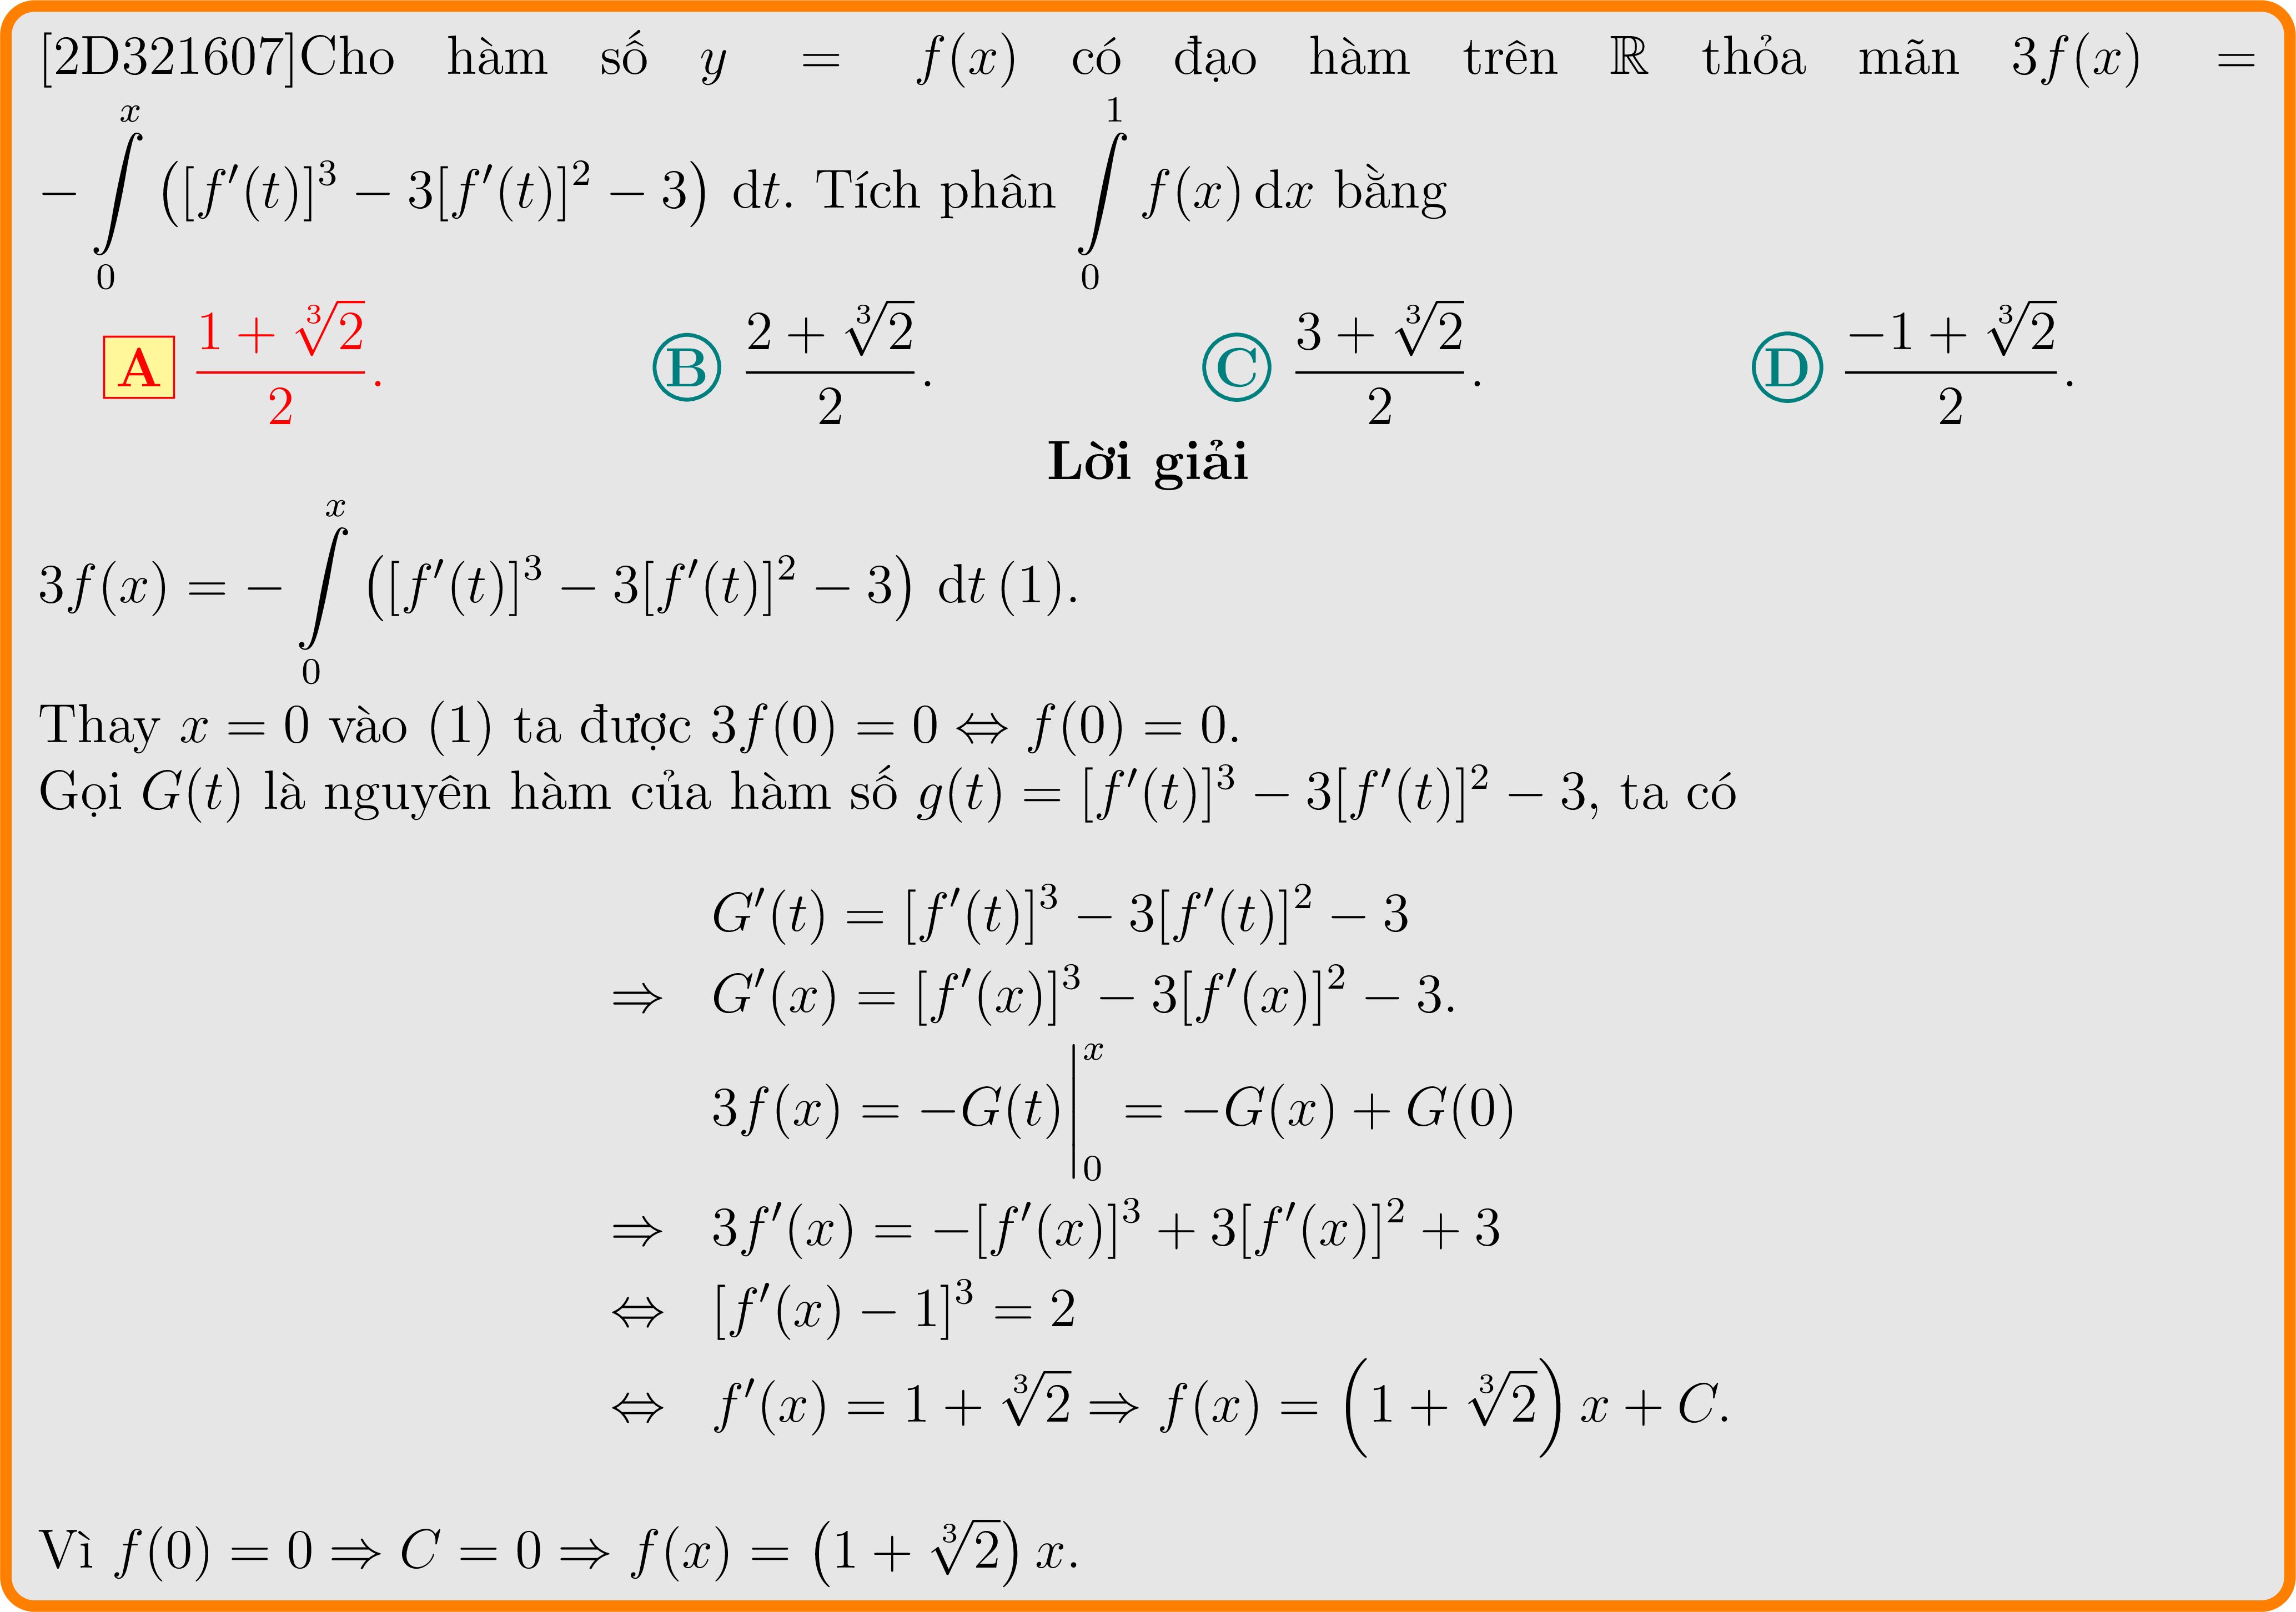 [2D321607]Cho hàm số $y = f(x)$ có đạo hàm trên $\mathbb{R}$ thỏa mãn $3f(x) =$
$-\int\limits_0^x \left([f'(t)]^3 - 3[f'(t)]^2 - 3\right) \mathrm{d}t$. Tích phân $\int\limits_0^1 f(x)\,\mathrm{d}x$ bằng
A $\frac{1+\sqrt[3]{2}}{2}$. B $\frac{2+\sqrt[3]{2}}{2}$. C $\frac{3+\sqrt[3]{2}}{2}$. D $\frac{-1+\sqrt[3]{2}}{2}$.
Lời giải
$3f(x) = -\int\limits_0^x \left([f'(t)]^3 - 3[f'(t)]^2 - 3\right) \mathrm{d}t\,(1)$.
Thay $x = 0$ vào (1) ta được $3f(0) = 0 \Leftrightarrow f(0) = 0$.
Gọi $G(t)$ là nguyên hàm của hàm số $g(t) = [f'(t)]^3 - 3[f'(t)]^2 - 3$, ta có
$G'(t) = [f'(t)]^3 - 3[f'(t)]^2 - 3$
$\Rightarrow G'(x) = [f'(x)]^3 - 3[f'(x)]^2 - 3.$
$3f(x) = -G(t)\Big|_0^x = -G(x) + G(0)$
$\Rightarrow 3f'(x) = -[f'(x)]^3 + 3[f'(x)]^2 + 3$
$\Leftrightarrow [f'(x) - 1]^3 = 2$
$\Leftrightarrow f'(x) = 1 + \sqrt[3]{2} \Rightarrow f(x) = \left(1 + \sqrt[3]{2}\right)x + C.$
Vì $f(0) = 0 \Rightarrow C = 0 \Rightarrow f(x) = \left(1 + \sqrt[3]{2}\right)x$.